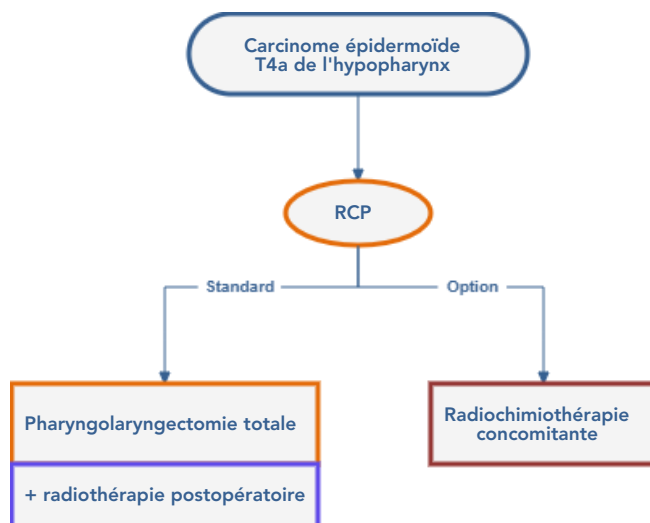 Carcinome épidermoïde
T4a de l'hypopharynx
RCP
Standard
Option
Pharyngolaryngectomie totale
+ radiothérapie postopératoire
Radiochimiothérapie
concomitante